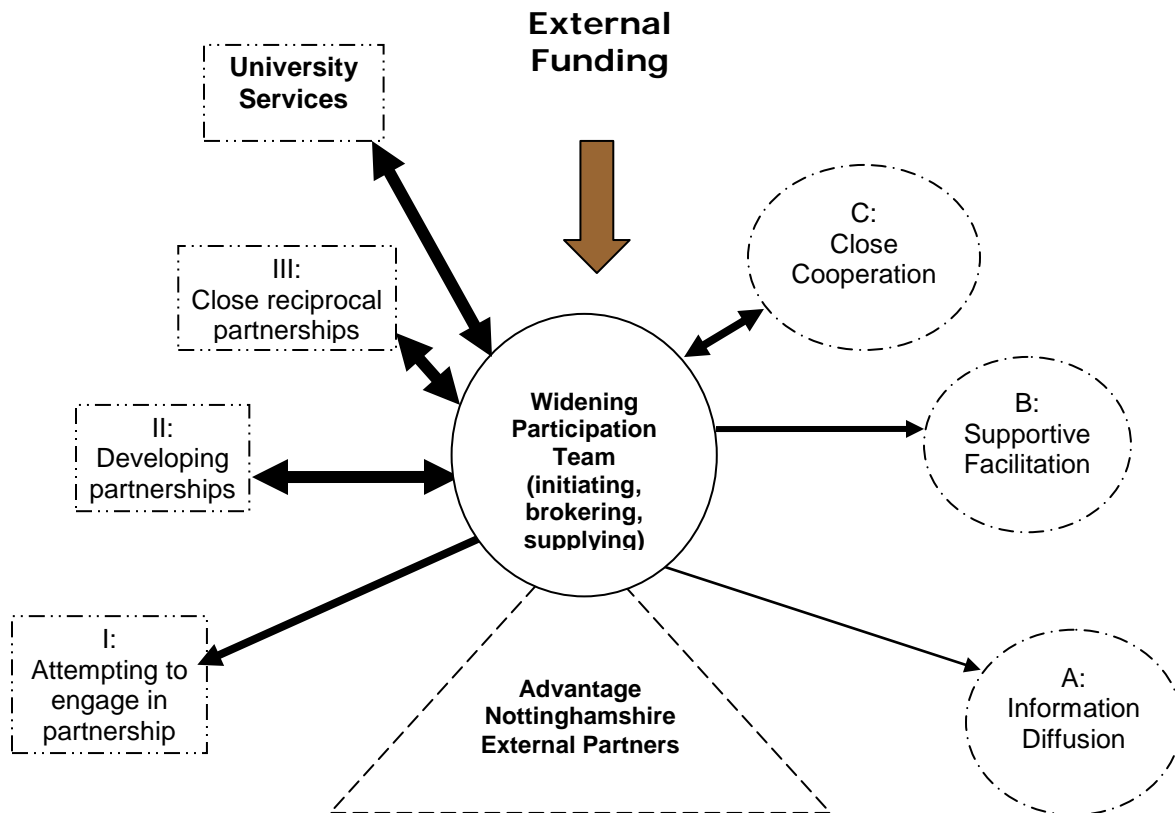 External
Funding
University
Services
III:
Close reciprocal
partnerships
II:
Developing
partnerships
I:
Attempting to
engage in
partnership
Widening
Participation
Team
(initiating,
brokering,
supplying)
Advantage
Nottinghamshire
External Partners
C:
Close
Cooperation
B:
Supportive
Facilitation
A:
Information
Diffusion